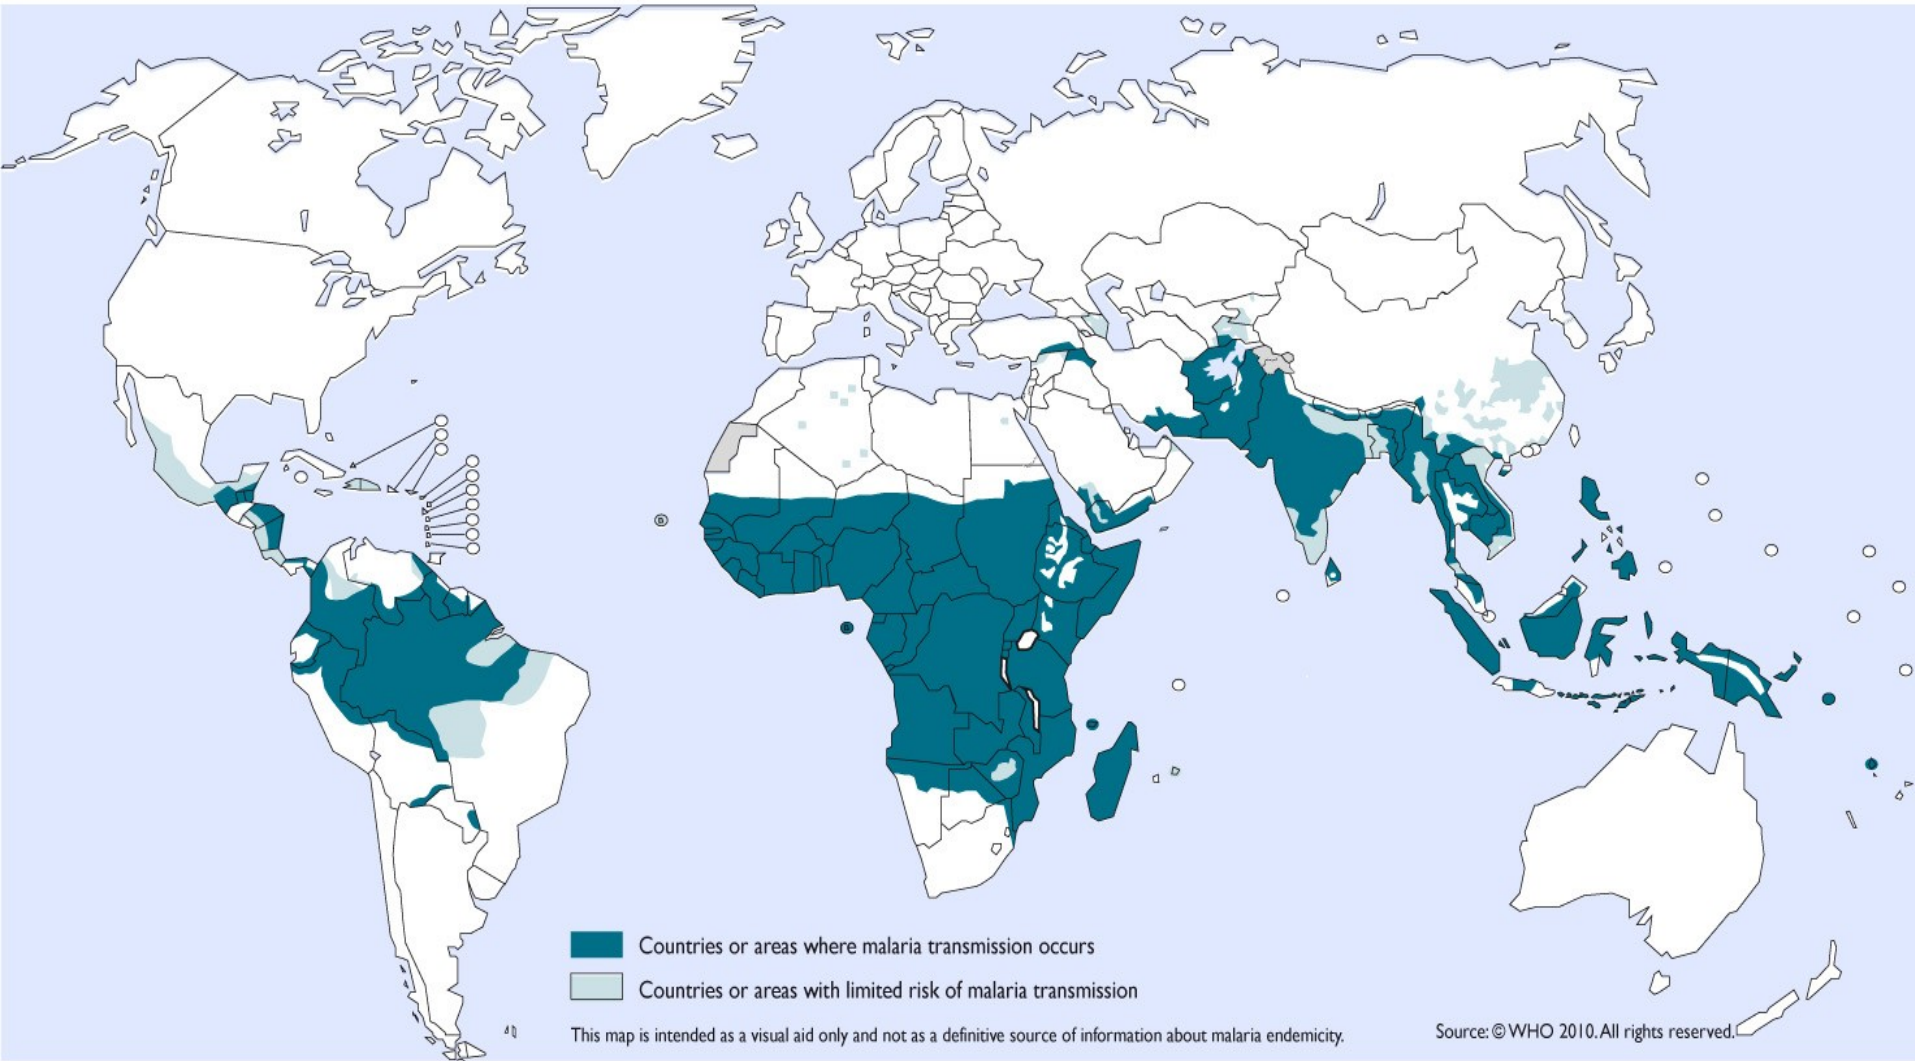 Countries or areas where malaria transmission occurs
Countries or areas with limited risk of malaria transmission
This map is intended as a visual aid only and not as a definitive source of information about malaria endemicity.
Source: © WHO 2010. All rights reserved.